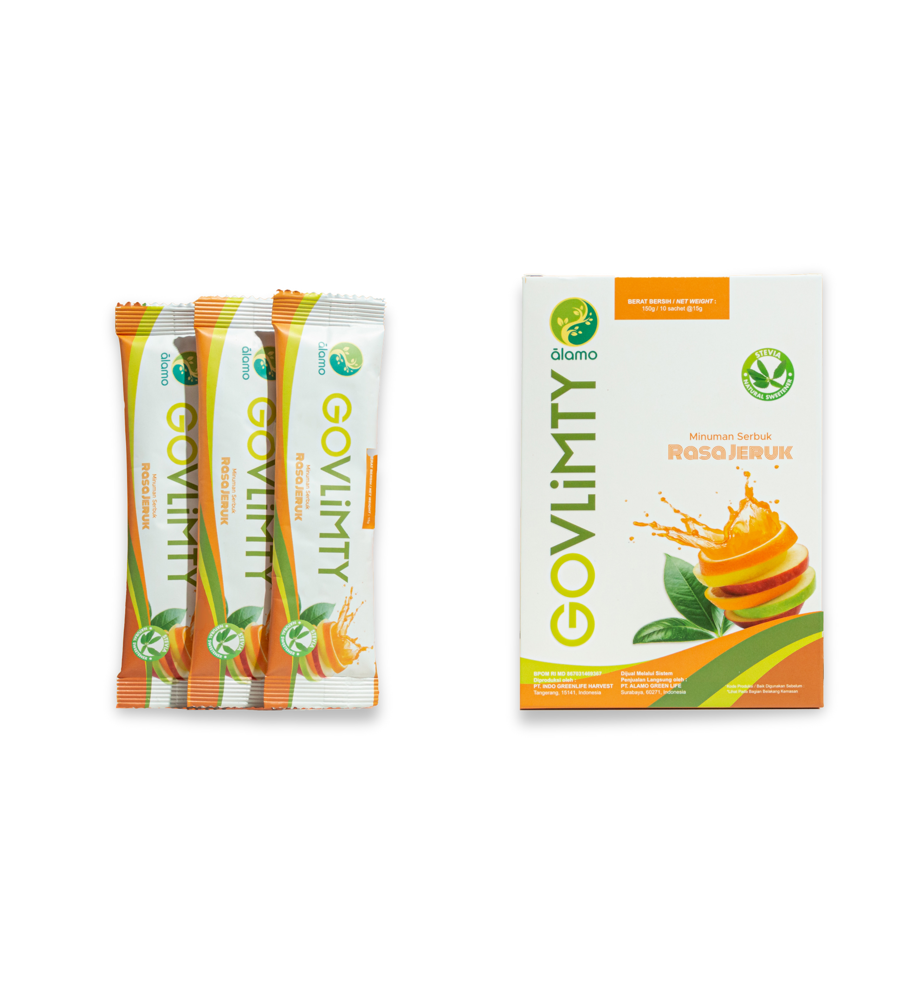 ālamo
GOVLiMTY
Minuman Serbuk
Rasa JERUK
STEVIA
NATURAL SWEETENER
ālamo
GOVLiMTY
Minuman Serbuk
Rasa JERUK
STEVIA
NATURAL SWEETENER
ālamo
GOVLiMTY
Minuman Serbuk
Rasa JERUK
BERSIH / NET WEIGHT : 15g
STEVIA
NATURAL SWEETENER
BERAT BERSIH / NET WEIGHT :
150g / 10 sachet @15g
ālamo
GOVLiMTY
STEVIA
NATURAL SWEETENER
Minuman Serbuk
Rasa JERUK
BPOM RI MD 867031469367
Diproduksi oleh :
PT. INDO GREENLIFE HARVEST
Tangerang, 15141, Indonesia
Dijual Melalui Sistem
Penjualan Langsung oleh :
PT. ALAMO GREEN LIFE
Surabaya, 60271, Indonesia
Kode Produksi / Baik Digunakan Sebelum :
*Lihat Pada Bagian Belakang Kemasan